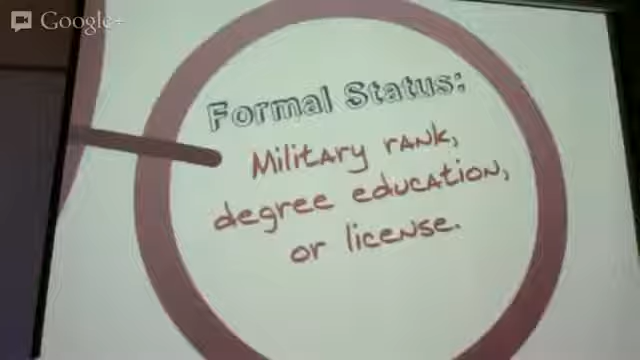 Google+
Formal Status:
Military rank,
degree education,
or license.